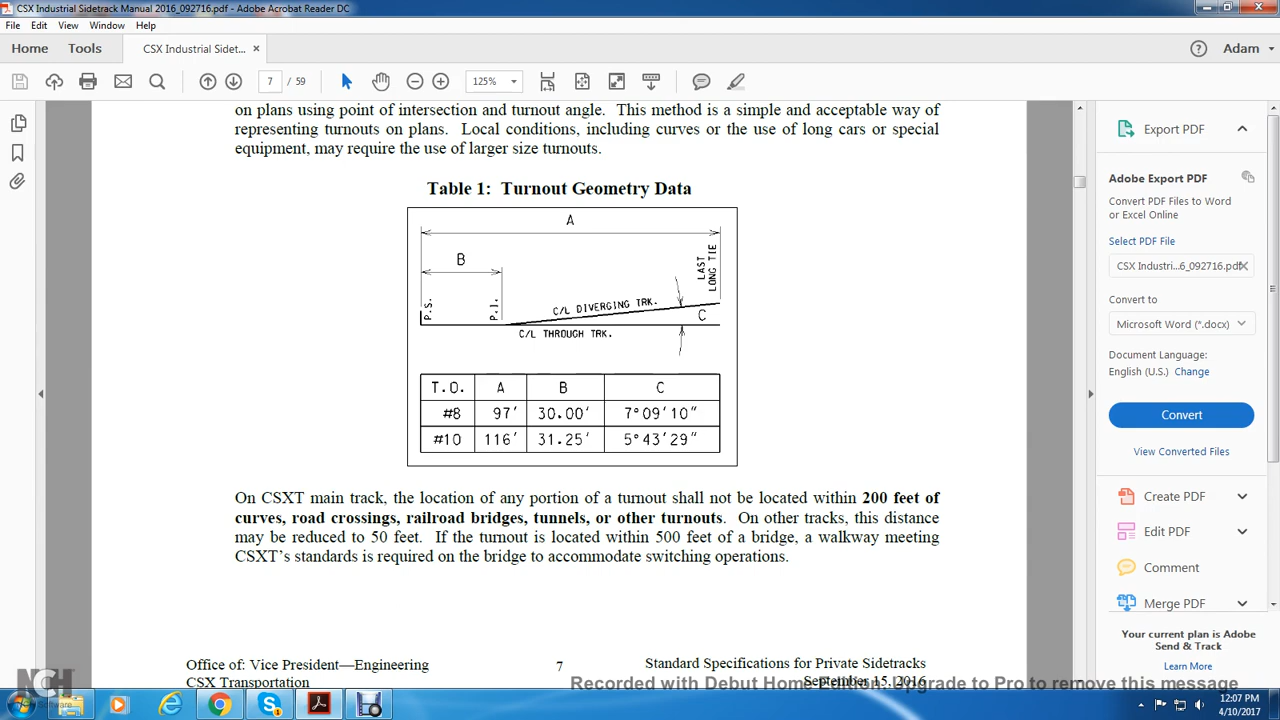 CSX Industrial Sidetrack Manual 2016_092716.pdf - Adobe Acrobat Reader DC
File Edit View Window Help
Home Tools CSX Industrial Sidet... × Adam
7 / 59 125%
on plans using point of intersection and turnout angle. This method is a simple and acceptable way of
representing turnouts on plans. Local conditions, including curves or the use of long cars or special
equipment, may require the use of larger size turnouts.
Table 1: Turnout Geometry Data
A
B
LAST
LONG TIE
P.S.
P.I.
C/L DIVERGING TRK.
C
C/L THROUGH TRK.
T.O. A B C
#8 97' 30.00' 7°09'10"
#10 116' 31.25' 5°43'29"
On CSXT main track, the location of any portion of a turnout shall not be located within 200 feet of
curves, road crossings, railroad bridges, tunnels, or other turnouts. On other tracks, this distance
may be reduced to 50 feet. If the turnout is located within 500 feet of a bridge, a walkway meeting
CSXT's standards is required on the bridge to accommodate switching operations.
Office of: Vice President—Engineering 7 Standard Specifications for Private Sidetracks
CSX Transportation September 15, 2016
Export PDF
Adobe Export PDF
Convert PDF Files to Word
or Excel Online
Select PDF File
CSX Industri...6_092716.pdf ×
Convert to
Microsoft Word (*.docx)
Document Language:
English (U.S.) Change
Convert
View Converted Files
Create PDF
Edit PDF
Comment
Merge PDF
Your current plan is Adobe
Send & Track
Learn More
NCH Software
Recorded with Debut Home Edition. Upgrade to Pro to remove this message
12:07 PM
4/10/2017